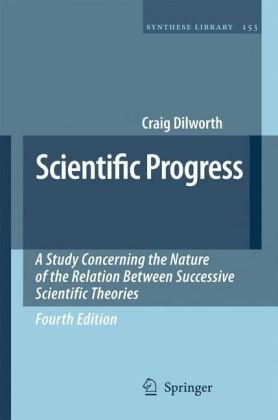 SYNTHESE LIBRARY 153
Craig Dilworth
Scientific Progress
A Study Concerning the Nature
of the Relation Between Successive
Scientific Theories
Fourth Edition
Springer